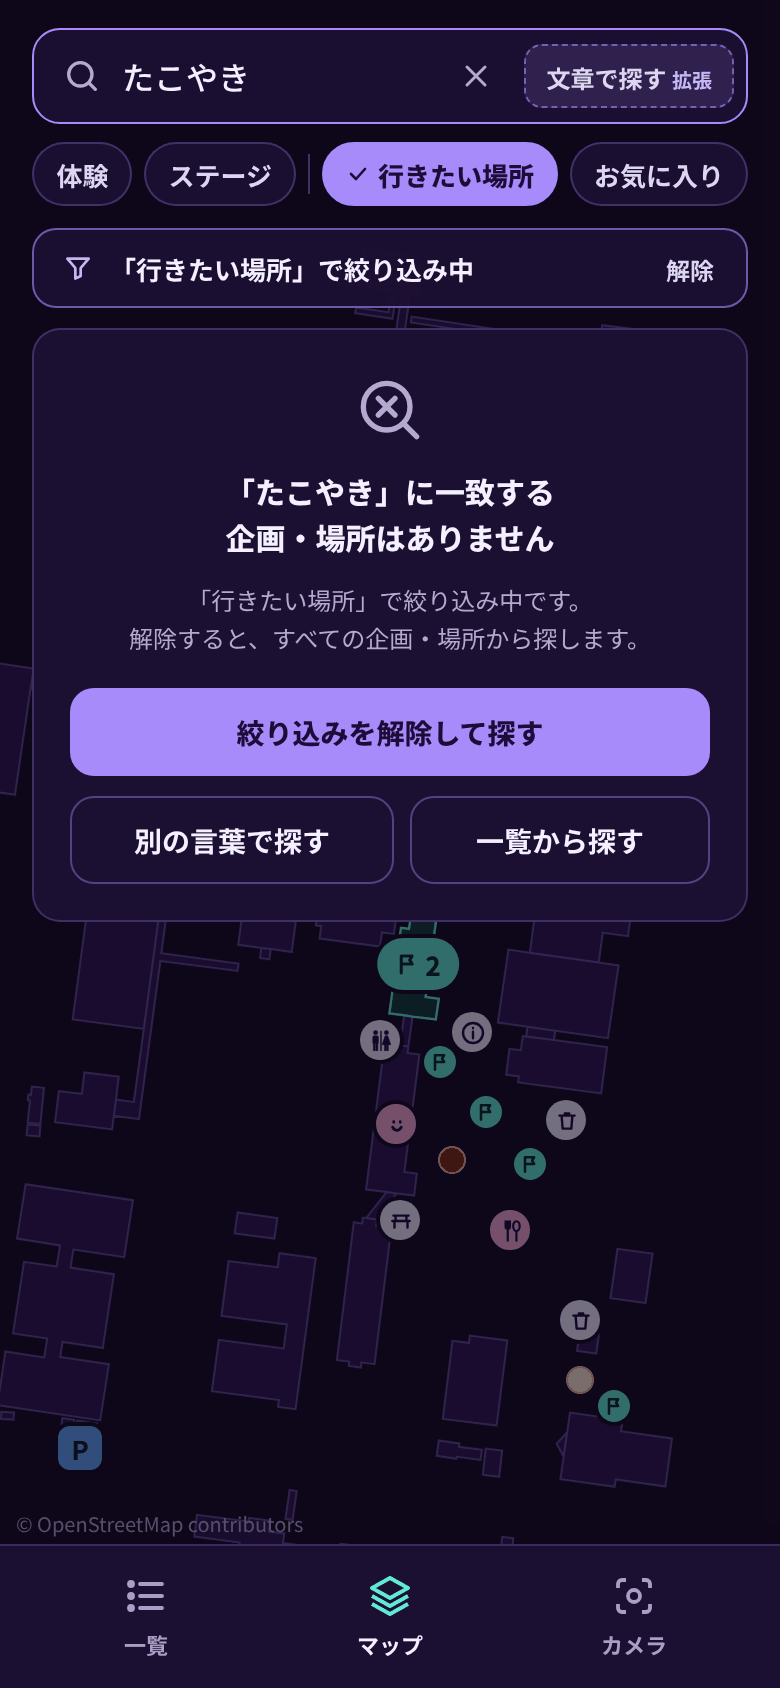 たこやき
文章で探す 拡張
体験
ステージ
行きたい場所
お気に入り
「行きたい場所」で絞り込み中
解除
「たこやき」に一致する
企画・場所はありません
「行きたい場所」で絞り込み中です。
解除すると、すべての企画・場所から探します。
絞り込みを解除して探す
別の言葉で探す
一覧から探す
2
P
© OpenStreetMap contributors
一覧
マップ
カメラ